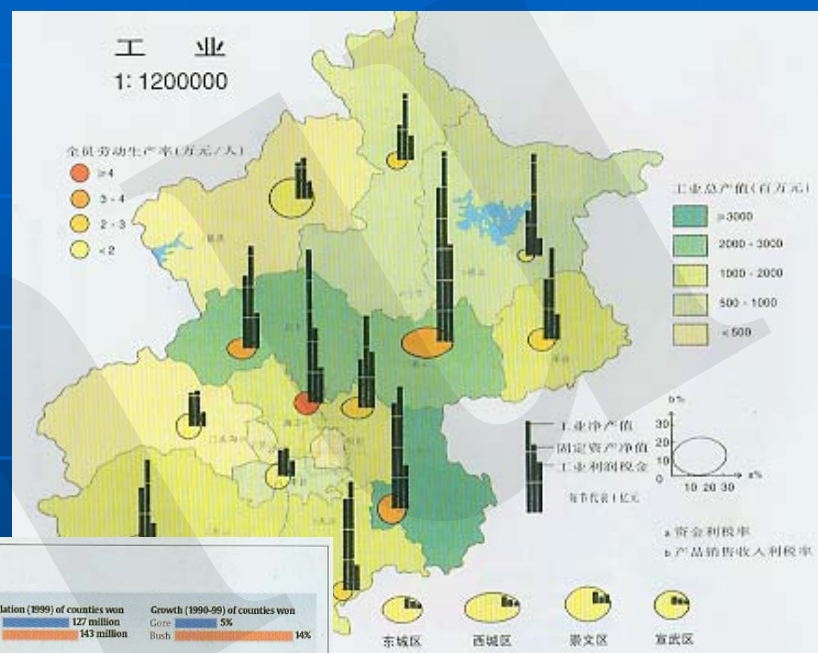 工 业
1:1200000
全员劳动生产率(万元/人)
≥4
3-4
2-3
<2
工业总产值(百万元)
≥3000
2000-3000
1000-2000
500-1000
<500
工业净产值
固定资产净值
工业利润税金
每节代表1亿元
b%
30
20
10
0
10 20 30
a%
a 资金利税率
b 产品销售收入利税率
东城区
西城区
崇文区
宣武区
lation (1999) of counties won
127 million
143 million
Growth (1990-99) of counties won
Gore 5%
Bush 14%